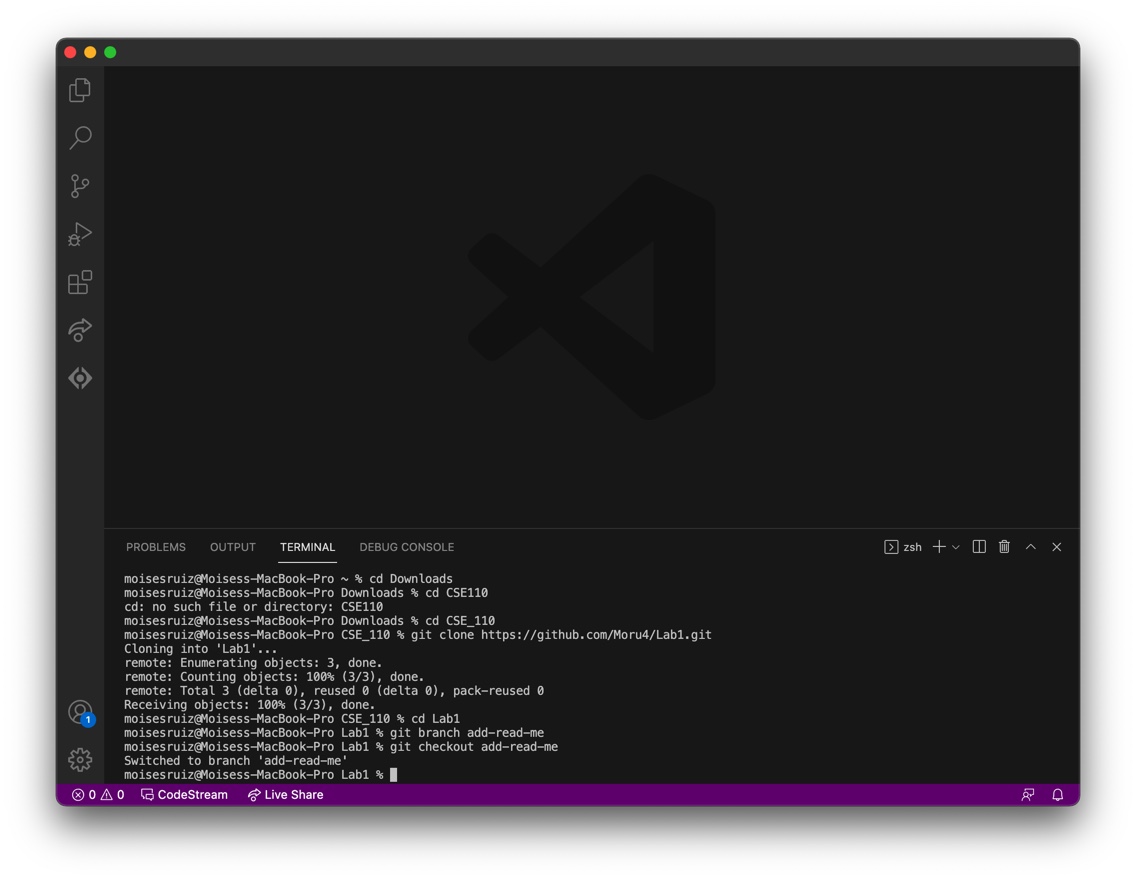 PROBLEMS OUTPUT TERMINAL DEBUG CONSOLE zsh
moisesruiz@Moisess-MacBook-Pro ~ % cd Downloads
moisesruiz@Moisess-MacBook-Pro Downloads % cd CSE110
cd: no such file or directory: CSE110
moisesruiz@Moisess-MacBook-Pro Downloads % cd CSE_110
moisesruiz@Moisess-MacBook-Pro CSE_110 % git clone https://github.com/Moru4/Lab1.git
Cloning into 'Lab1'...
remote: Enumerating objects: 3, done.
remote: Counting objects: 100% (3/3), done.
remote: Total 3 (delta 0), reused 0 (delta 0), pack-reused 0
Receiving objects: 100% (3/3), done.
moisesruiz@Moisess-MacBook-Pro CSE_110 % cd Lab1
moisesruiz@Moisess-MacBook-Pro Lab1 % git branch add-read-me
moisesruiz@Moisess-MacBook-Pro Lab1 % git checkout add-read-me
Switched to branch 'add-read-me'
moisesruiz@Moisess-MacBook-Pro Lab1 %
1
0 0 CodeStream Live Share